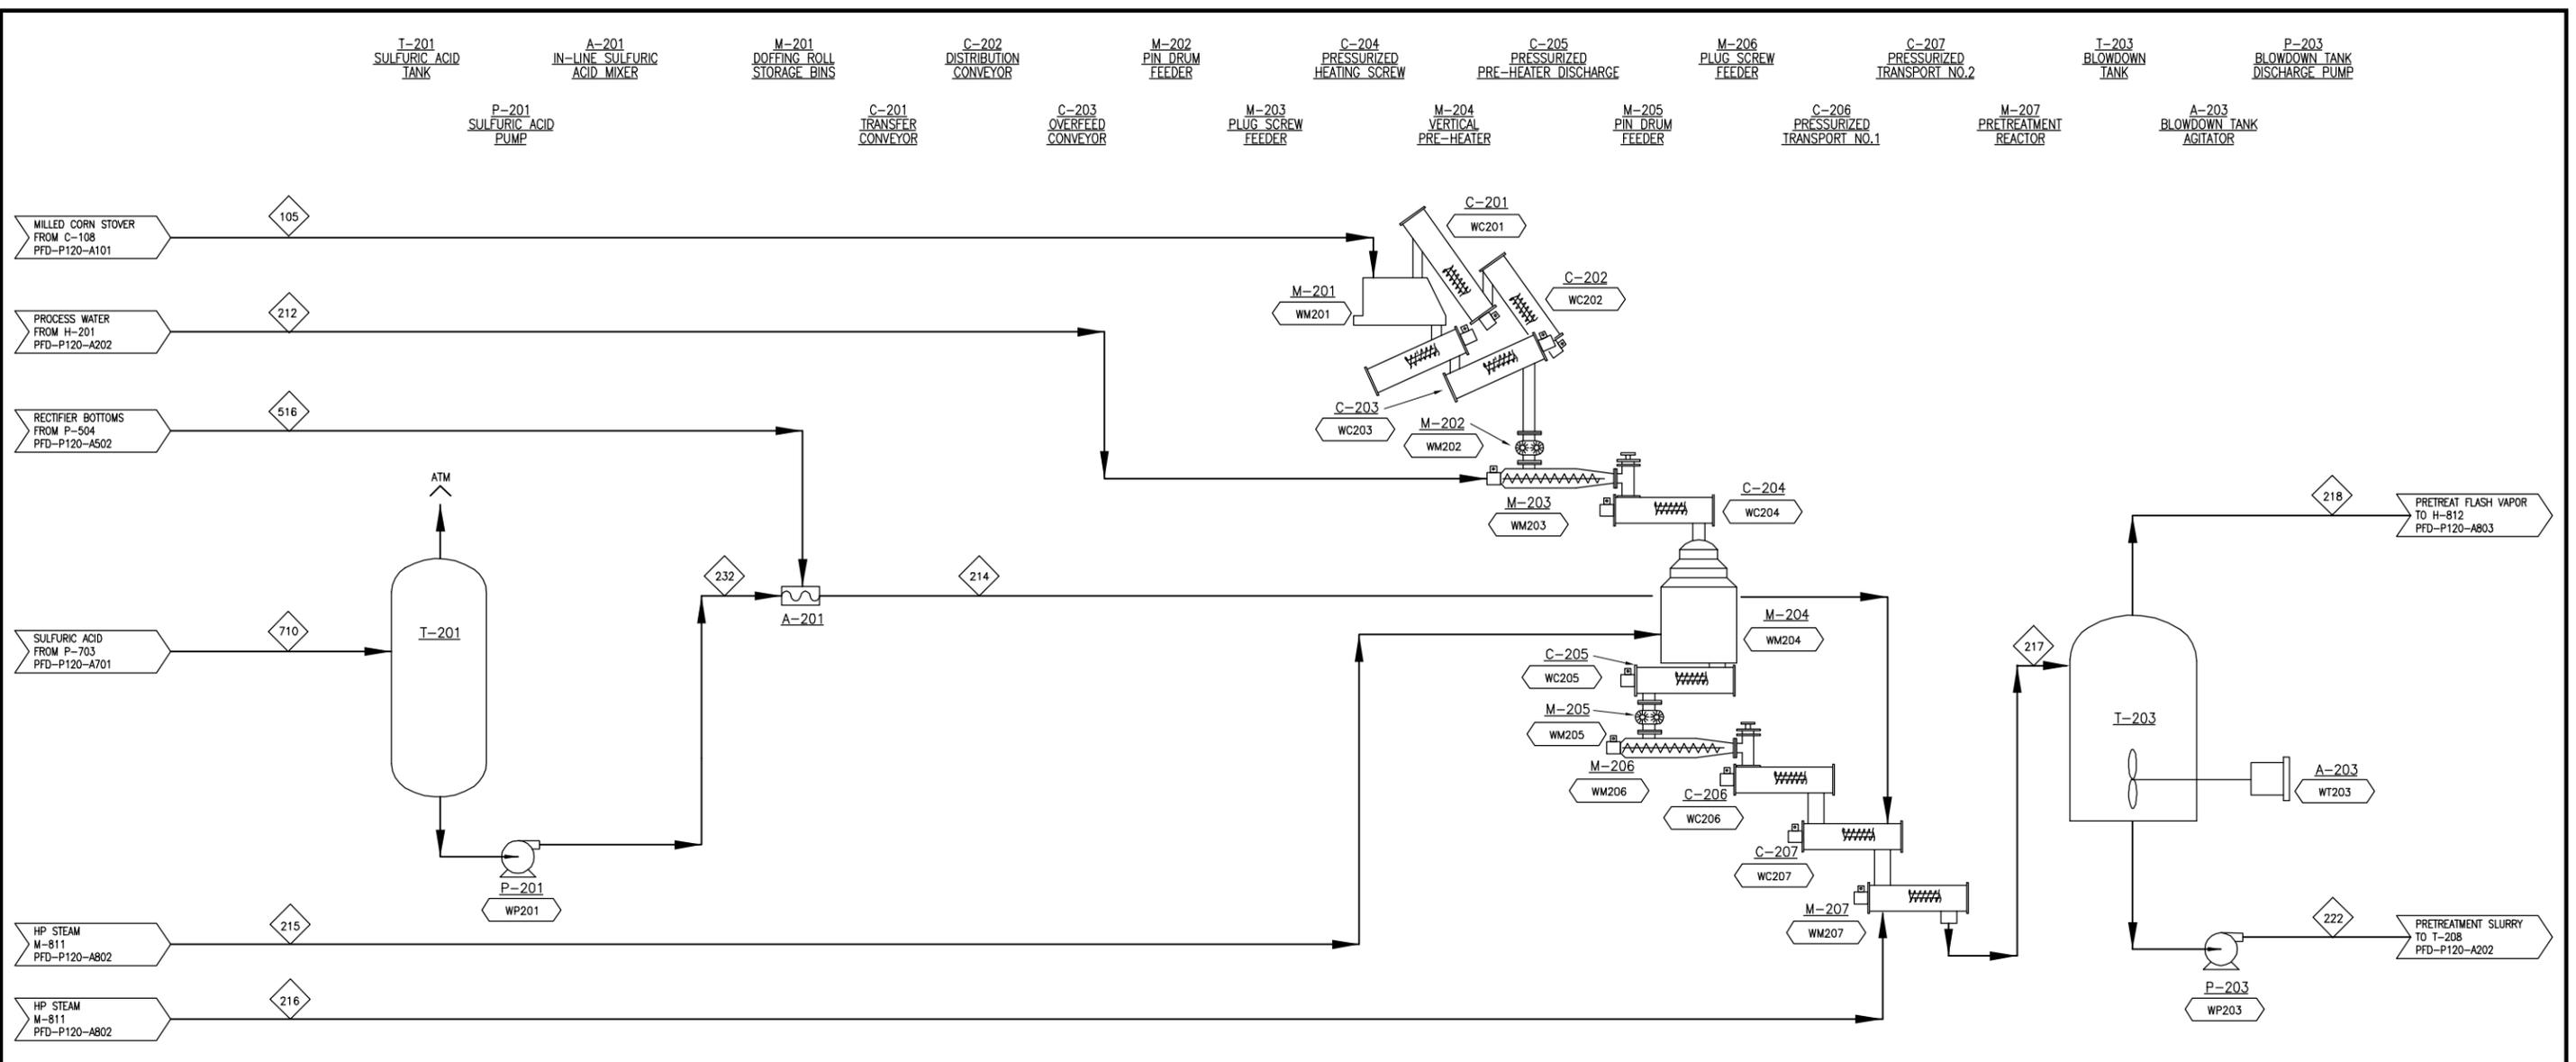 T-201
SULFURIC ACID
TANK
A-201
IN-LINE SULFURIC
ACID MIXER
M-201
DOFFING ROLL
STORAGE BINS
C-202
DISTRIBUTION
CONVEYOR
M-202
PIN DRUM
FEEDER
C-204
PRESSURIZED
HEATING SCREW
C-205
PRESSURIZED
PRE-HEATER DISCHARGE
M-206
PLUG SCREW
FEEDER
C-207
PRESSURIZED
TRANSPORT NO.2
T-203
BLOWDOWN
TANK
P-203
BLOWDOWN TANK
DISCHARGE PUMP
P-201
SULFURIC ACID
PUMP
C-201
TRANSFER
CONVEYOR
C-203
OVERFEED
CONVEYOR
M-203
PLUG SCREW
FEEDER
M-204
VERTICAL
PRE-HEATER
M-205
PIN DRUM
FEEDER
C-206
PRESSURIZED
TRANSPORT NO.1
M-207
PRETREATMENT
REACTOR
A-203
BLOWDOWN TANK
AGITATOR
MILLED CORN STOVER
FROM C-108
PFD-P120-A101
105
C-201
WC201
C-202
WC202
M-201
WM201
PROCESS WATER
FROM H-201
PFD-P120-A202
212
C-203
WC203
M-202
WM202
RECTIFIER BOTTOMS
FROM P-504
PFD-P120-A502
516
ATM
M-203
WM203
C-204
WC204
218
PRETREAT FLASH VAPOR
TO H-812
PFD-P120-A803
232
A-201
214
M-204
WM204
SULFURIC ACID
FROM P-703
PFD-P120-A701
710
T-201
C-205
WC205
M-205
WM205
M-206
WM206
217
T-203
A-203
WT203
C-206
WC206
C-207
WC207
P-201
WP201
M-207
WM207
HP STEAM
M-811
PFD-P120-A802
215
222
PRETREATMENT SLURRY
TO T-208
PFD-P120-A202
HP STEAM
M-811
PFD-P120-A802
216
P-203
WP203